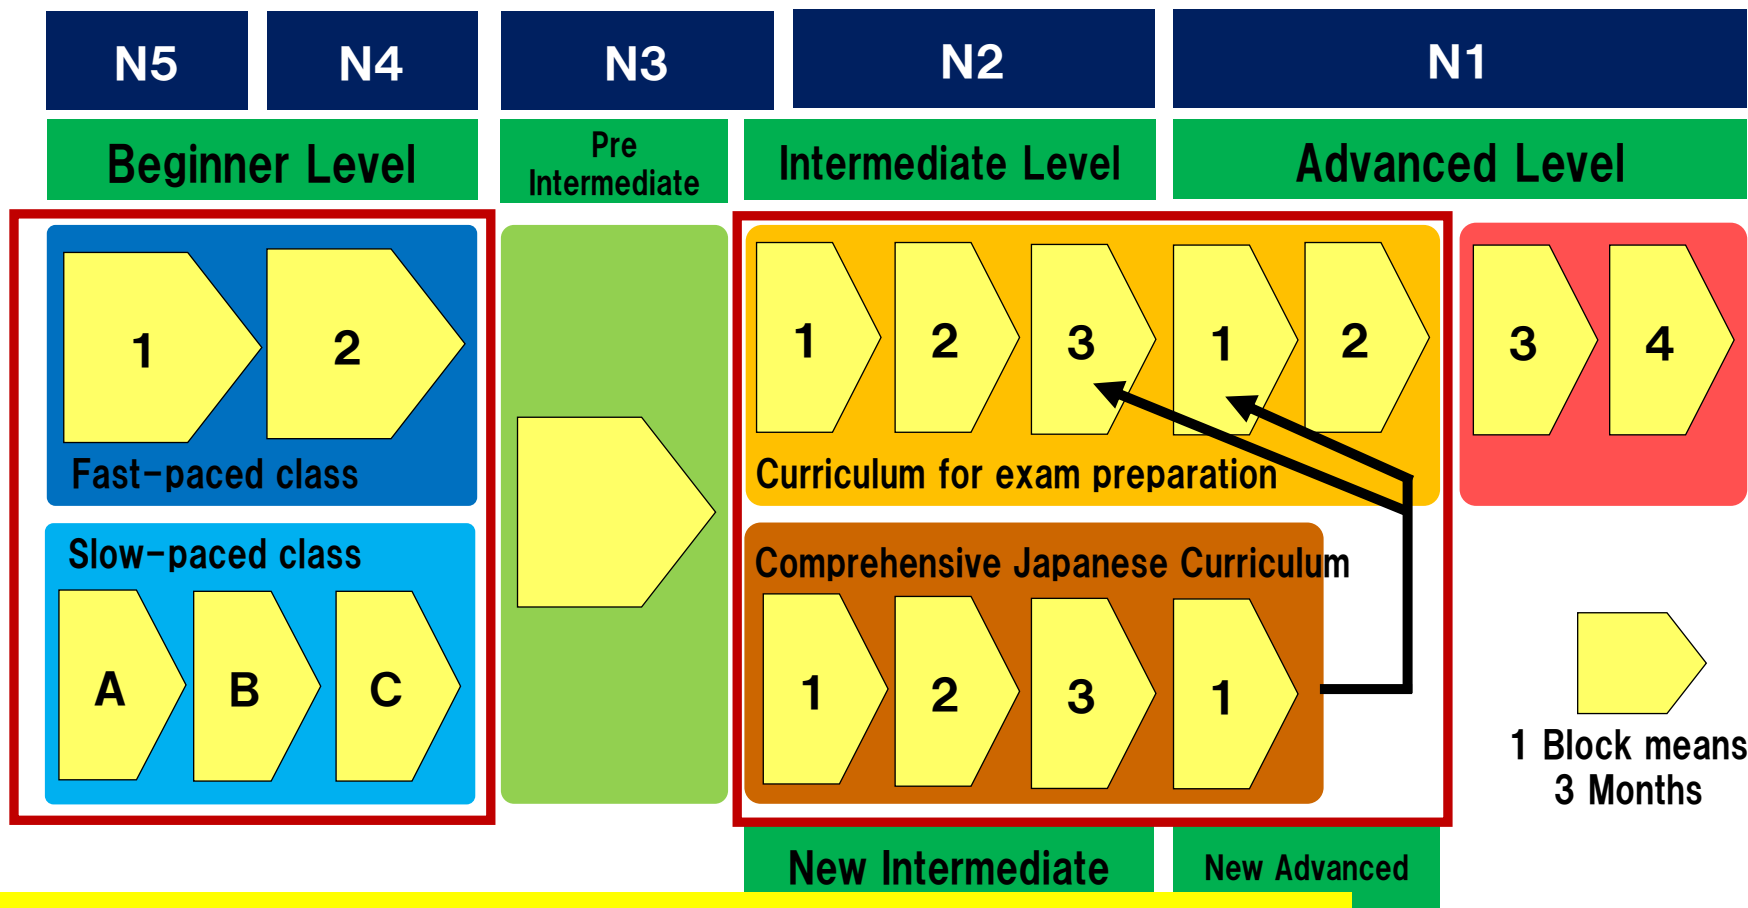 N5
N4
N3
N2
N1
Beginner Level
Pre
Intermediate
Intermediate Level
Advanced Level
1
2
Fast-paced class
Slow-paced class
A
B
C
1
2
3
1
2
Curriculum for exam preparation
3
4
Comprehensive Japanese Curriculum
1
2
3
1
1 Block means
3 Months
New Intermediate
New Advanced